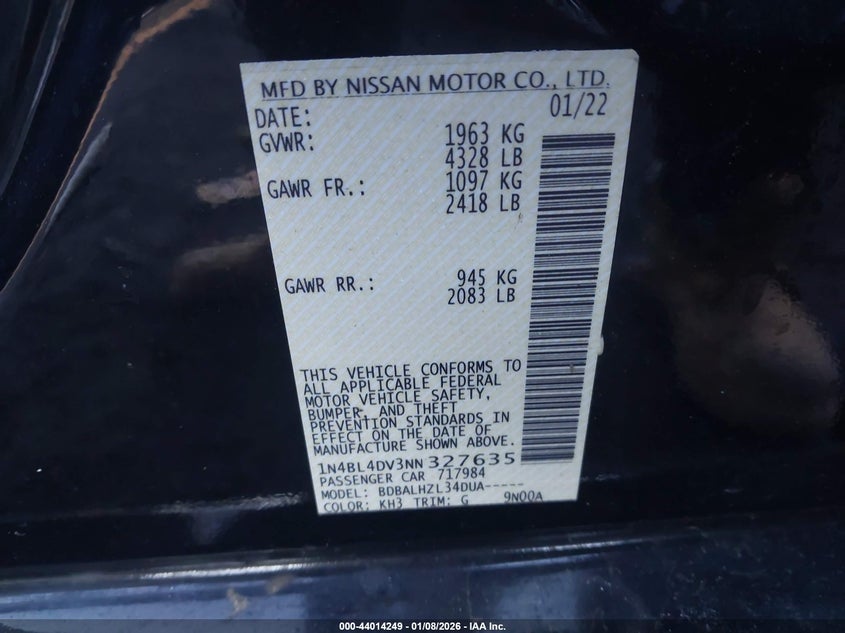 MFD BY NISSAN MOTOR CO., LTD.
DATE: 01/22
GVWR: 1963 KG
4328 LB
GAWR FR.: 1097 KG
2418 LB
GAWR RR.: 945 KG
2083 LB
THIS VEHICLE CONFORMS TO
ALL APPLICABLE FEDERAL
MOTOR VEHICLE SAFETY,
BUMPER, AND THEFT
PREVENTION STANDARDS IN
EFFECT ON THE DATE OF
MANUFACTURE SHOWN ABOVE.
1N4BL4DV3NN327635
PASSENGER CAR 717984
MODEL: BDBALHZL34DUA-----
COLOR: KH3 TRIM: G 9N00A
000-44014249 - 01/08/2026 - IAA Inc.